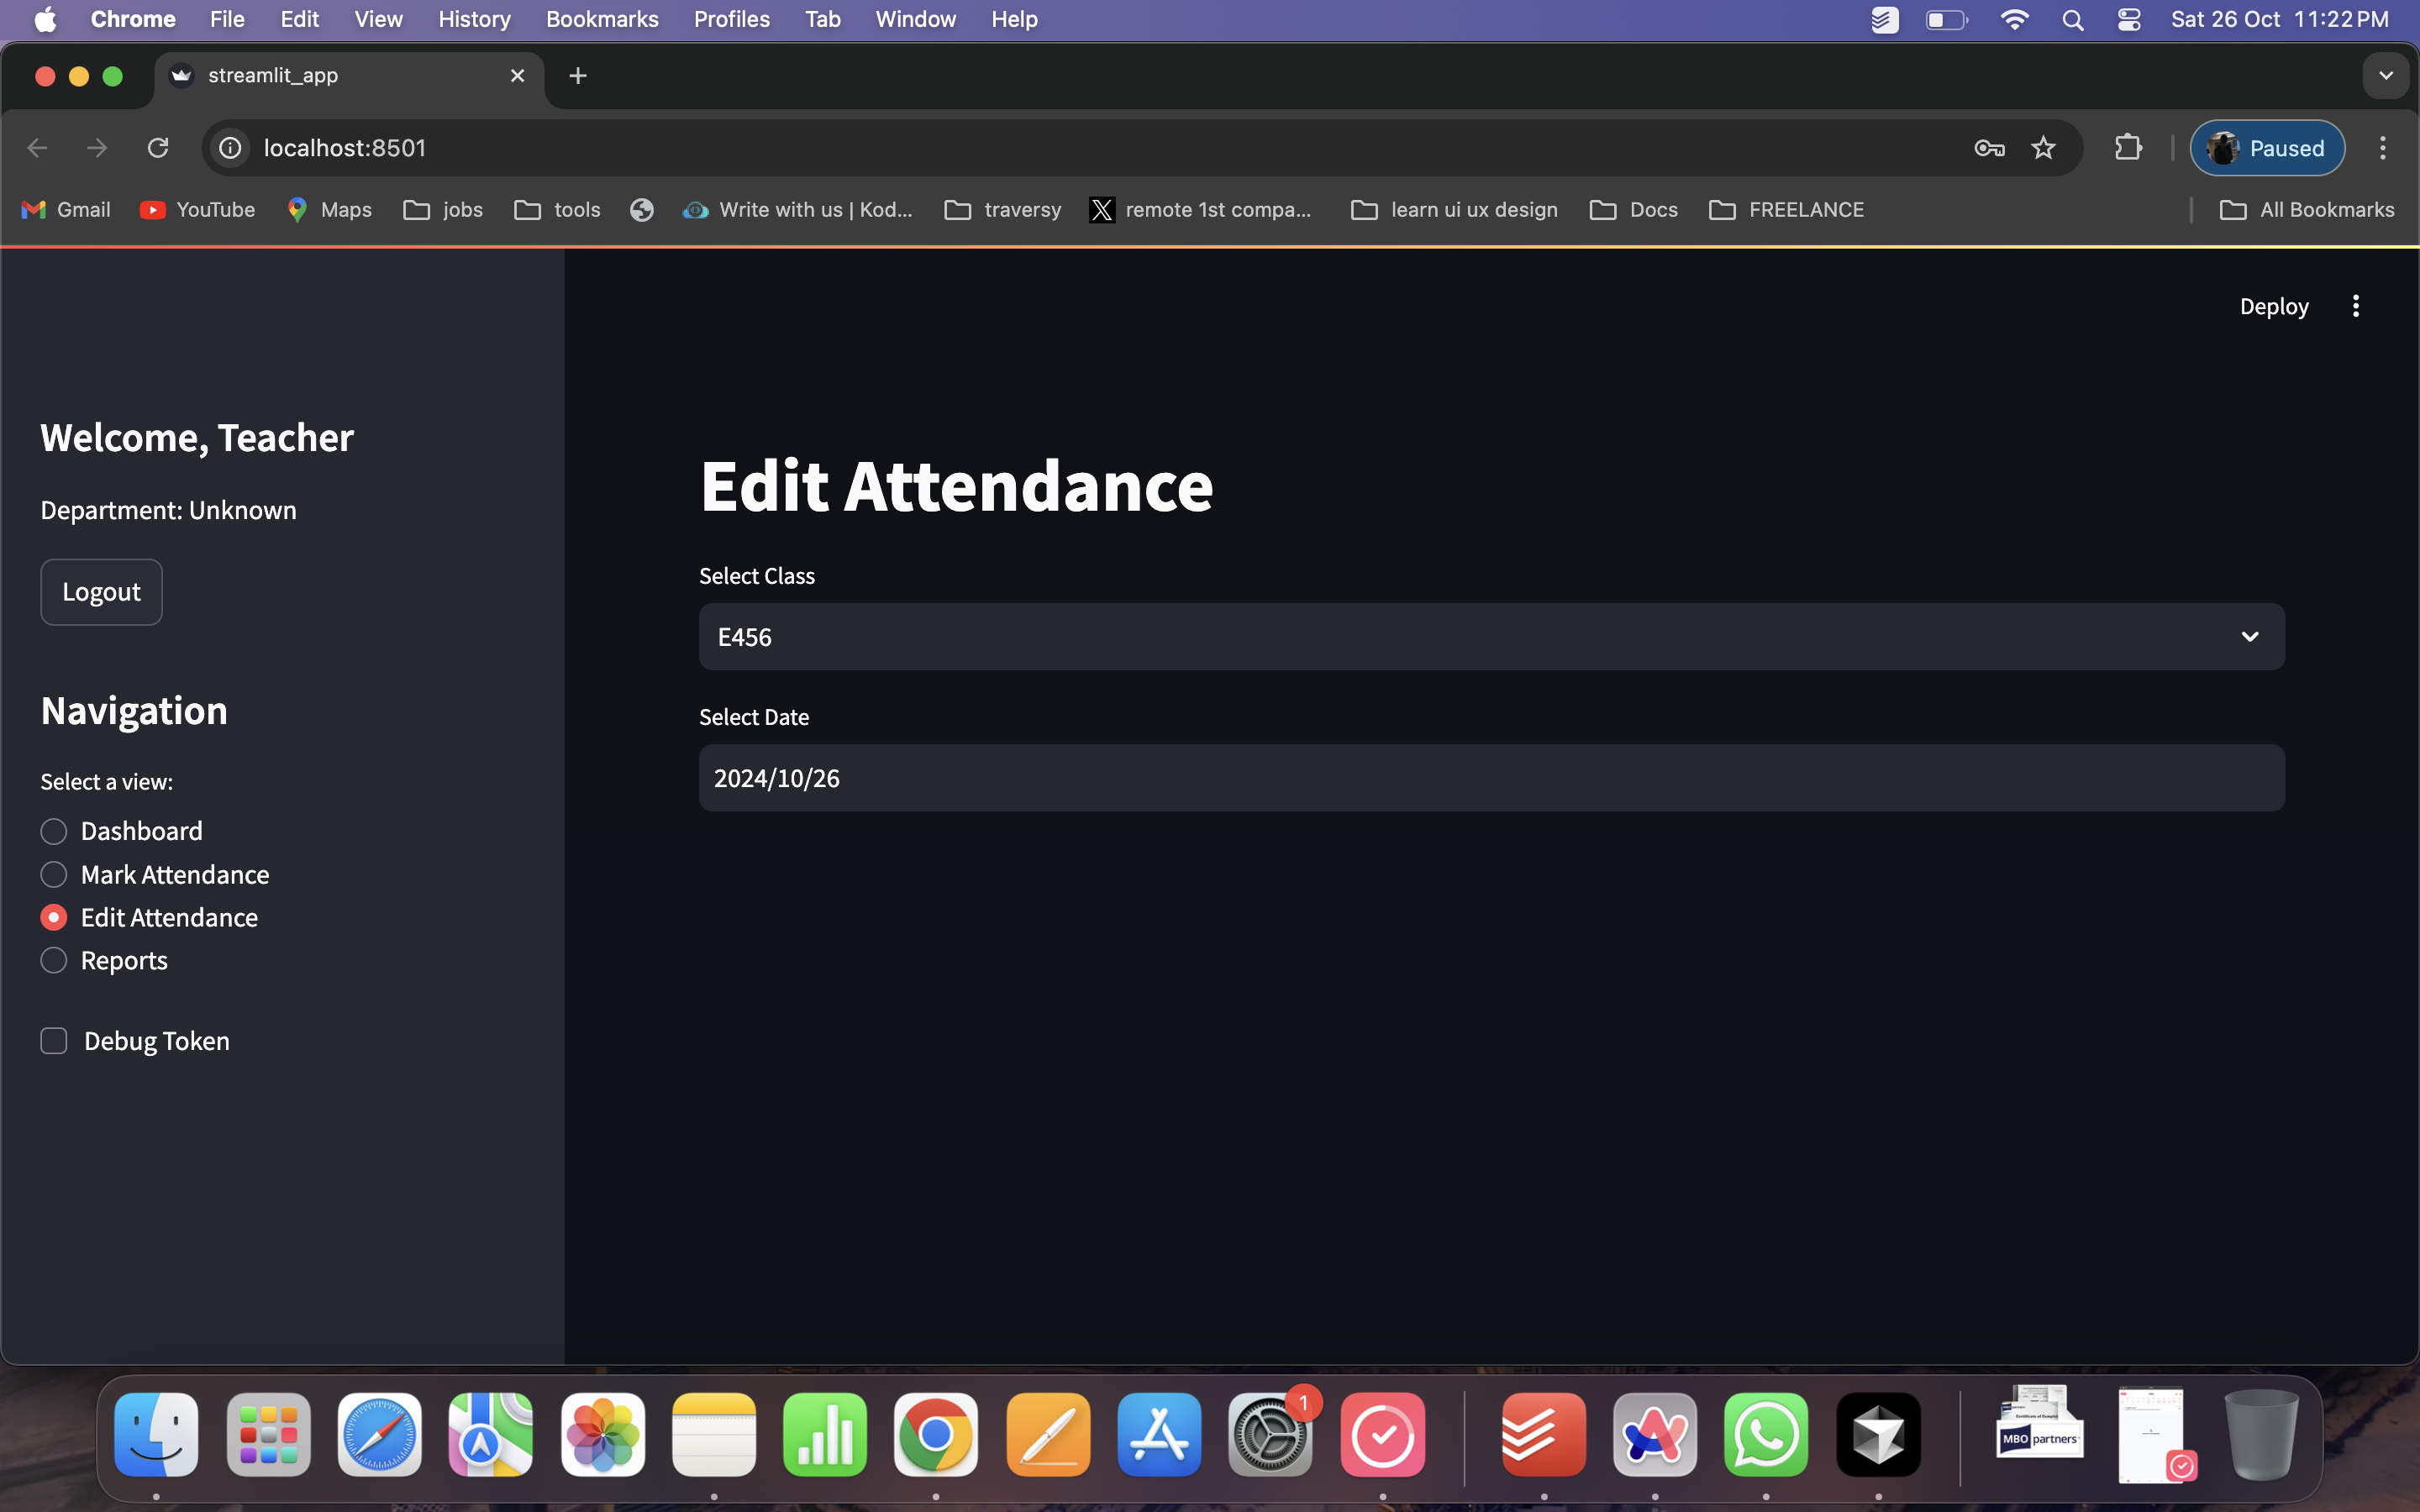 Chrome File Edit View History Bookmarks Profiles Tab Window Help Sat 26 Oct 11:22 PM
streamlit_app
localhost:8501 Paused
Gmail YouTube Maps jobs tools Write with us | Kod... traversy X remote 1st compa... learn ui ux design Docs FREELANCE All Bookmarks
Deploy
Welcome, Teacher
Department: Unknown
Logout
Navigation
Select a view:
Dashboard
Mark Attendance
Edit Attendance
Reports
Debug Token
Edit Attendance
Select Class
E456
Select Date
2024/10/26
1
MBO partners